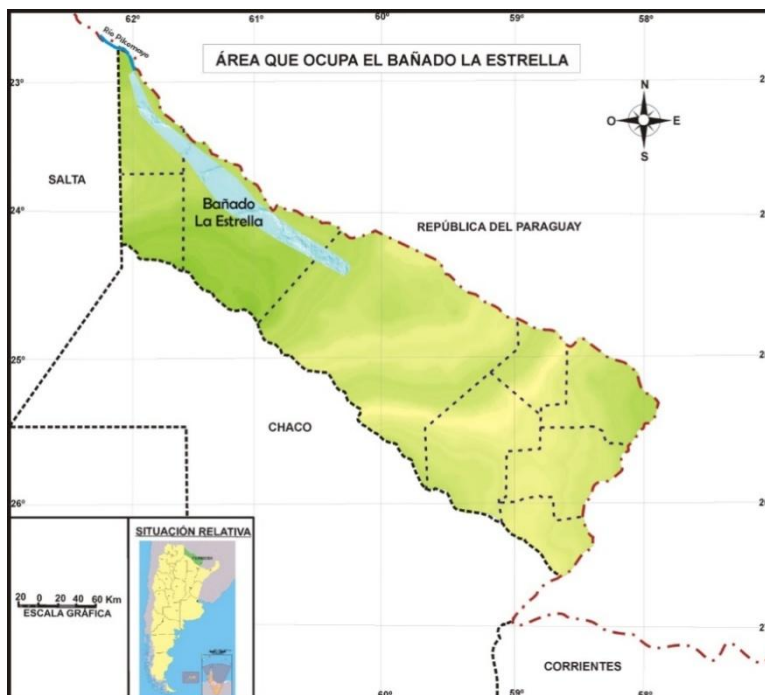 62°
61°
60°
59°
58°
Río Pilcomayo
ÁREA QUE OCUPA EL BAÑADO LA ESTRELLA
23°
N
O
E
S
SALTA
Bañado
La Estrella
24°
REPÚBLICA DEL PARAGUAY
25°
CHACO
26°
SITUACIÓN RELATIVA
20 0 20 40 60 Km
ESCALA GRÁFICA
CORRIENTES
59°
58°